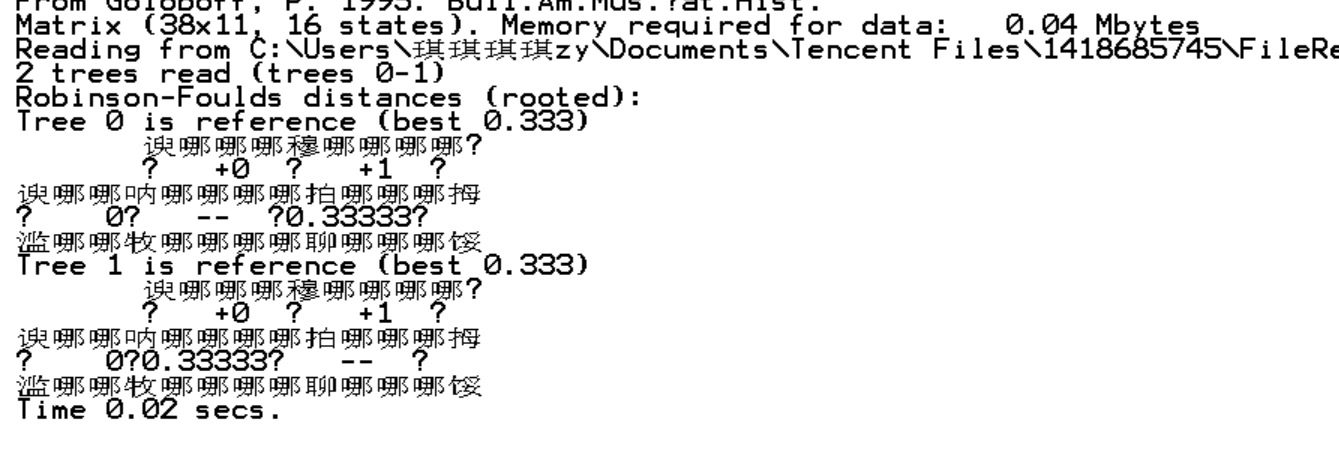 From Goloboff, P. 1995. Bull.Am.Mus.?at.Hist.
Matrix (38x11, 16 states). Memory required for data:   0.04 Mbytes
Reading from C:\Users\琪琪琪琪zy\Documents\Tencent Files\1418685745\FileRe
2 trees read (trees 0-1)
Robinson-Foulds distances (rooted):
Tree 0 is reference (best 0.333)
谀哪哪哪穆哪哪哪哪?
?   +0  ?   +1  ?
谀哪哪呐哪哪哪哪拍哪哪哪拇
?    0?   --  ?0.33333?
滥哪哪牧哪哪哪哪聊哪哪哪馁
Tree 1 is reference (best 0.333)
谀哪哪哪穆哪哪哪哪?
?   +0  ?   +1  ?
谀哪哪呐哪哪哪哪拍哪哪哪拇
?    0?0.33333?   --  ?
滥哪哪牧哪哪哪哪聊哪哪哪馁
Time 0.02 secs.